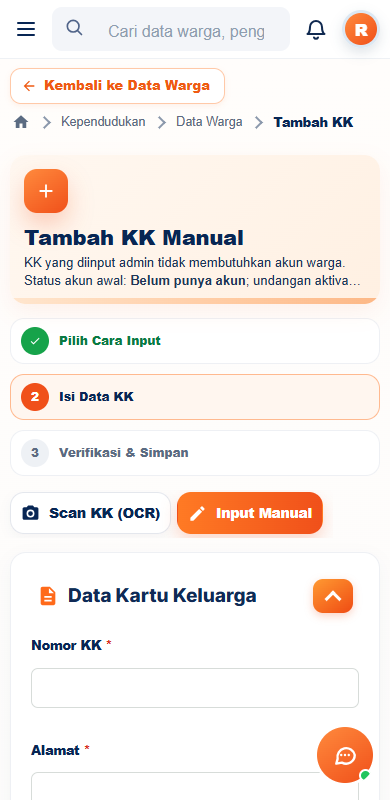 Cari data warga, peng
R
Kembali ke Data Warga
Kependudukan
Data Warga
Tambah KK
Tambah KK Manual
KK yang diinput admin tidak membutuhkan akun warga.
Status akun awal: Belum punya akun; undangan aktiva...
Pilih Cara Input
2 Isi Data KK
3 Verifikasi & Simpan
Scan KK (OCR)
Input Manual
Data Kartu Keluarga
Nomor KK *
Alamat *